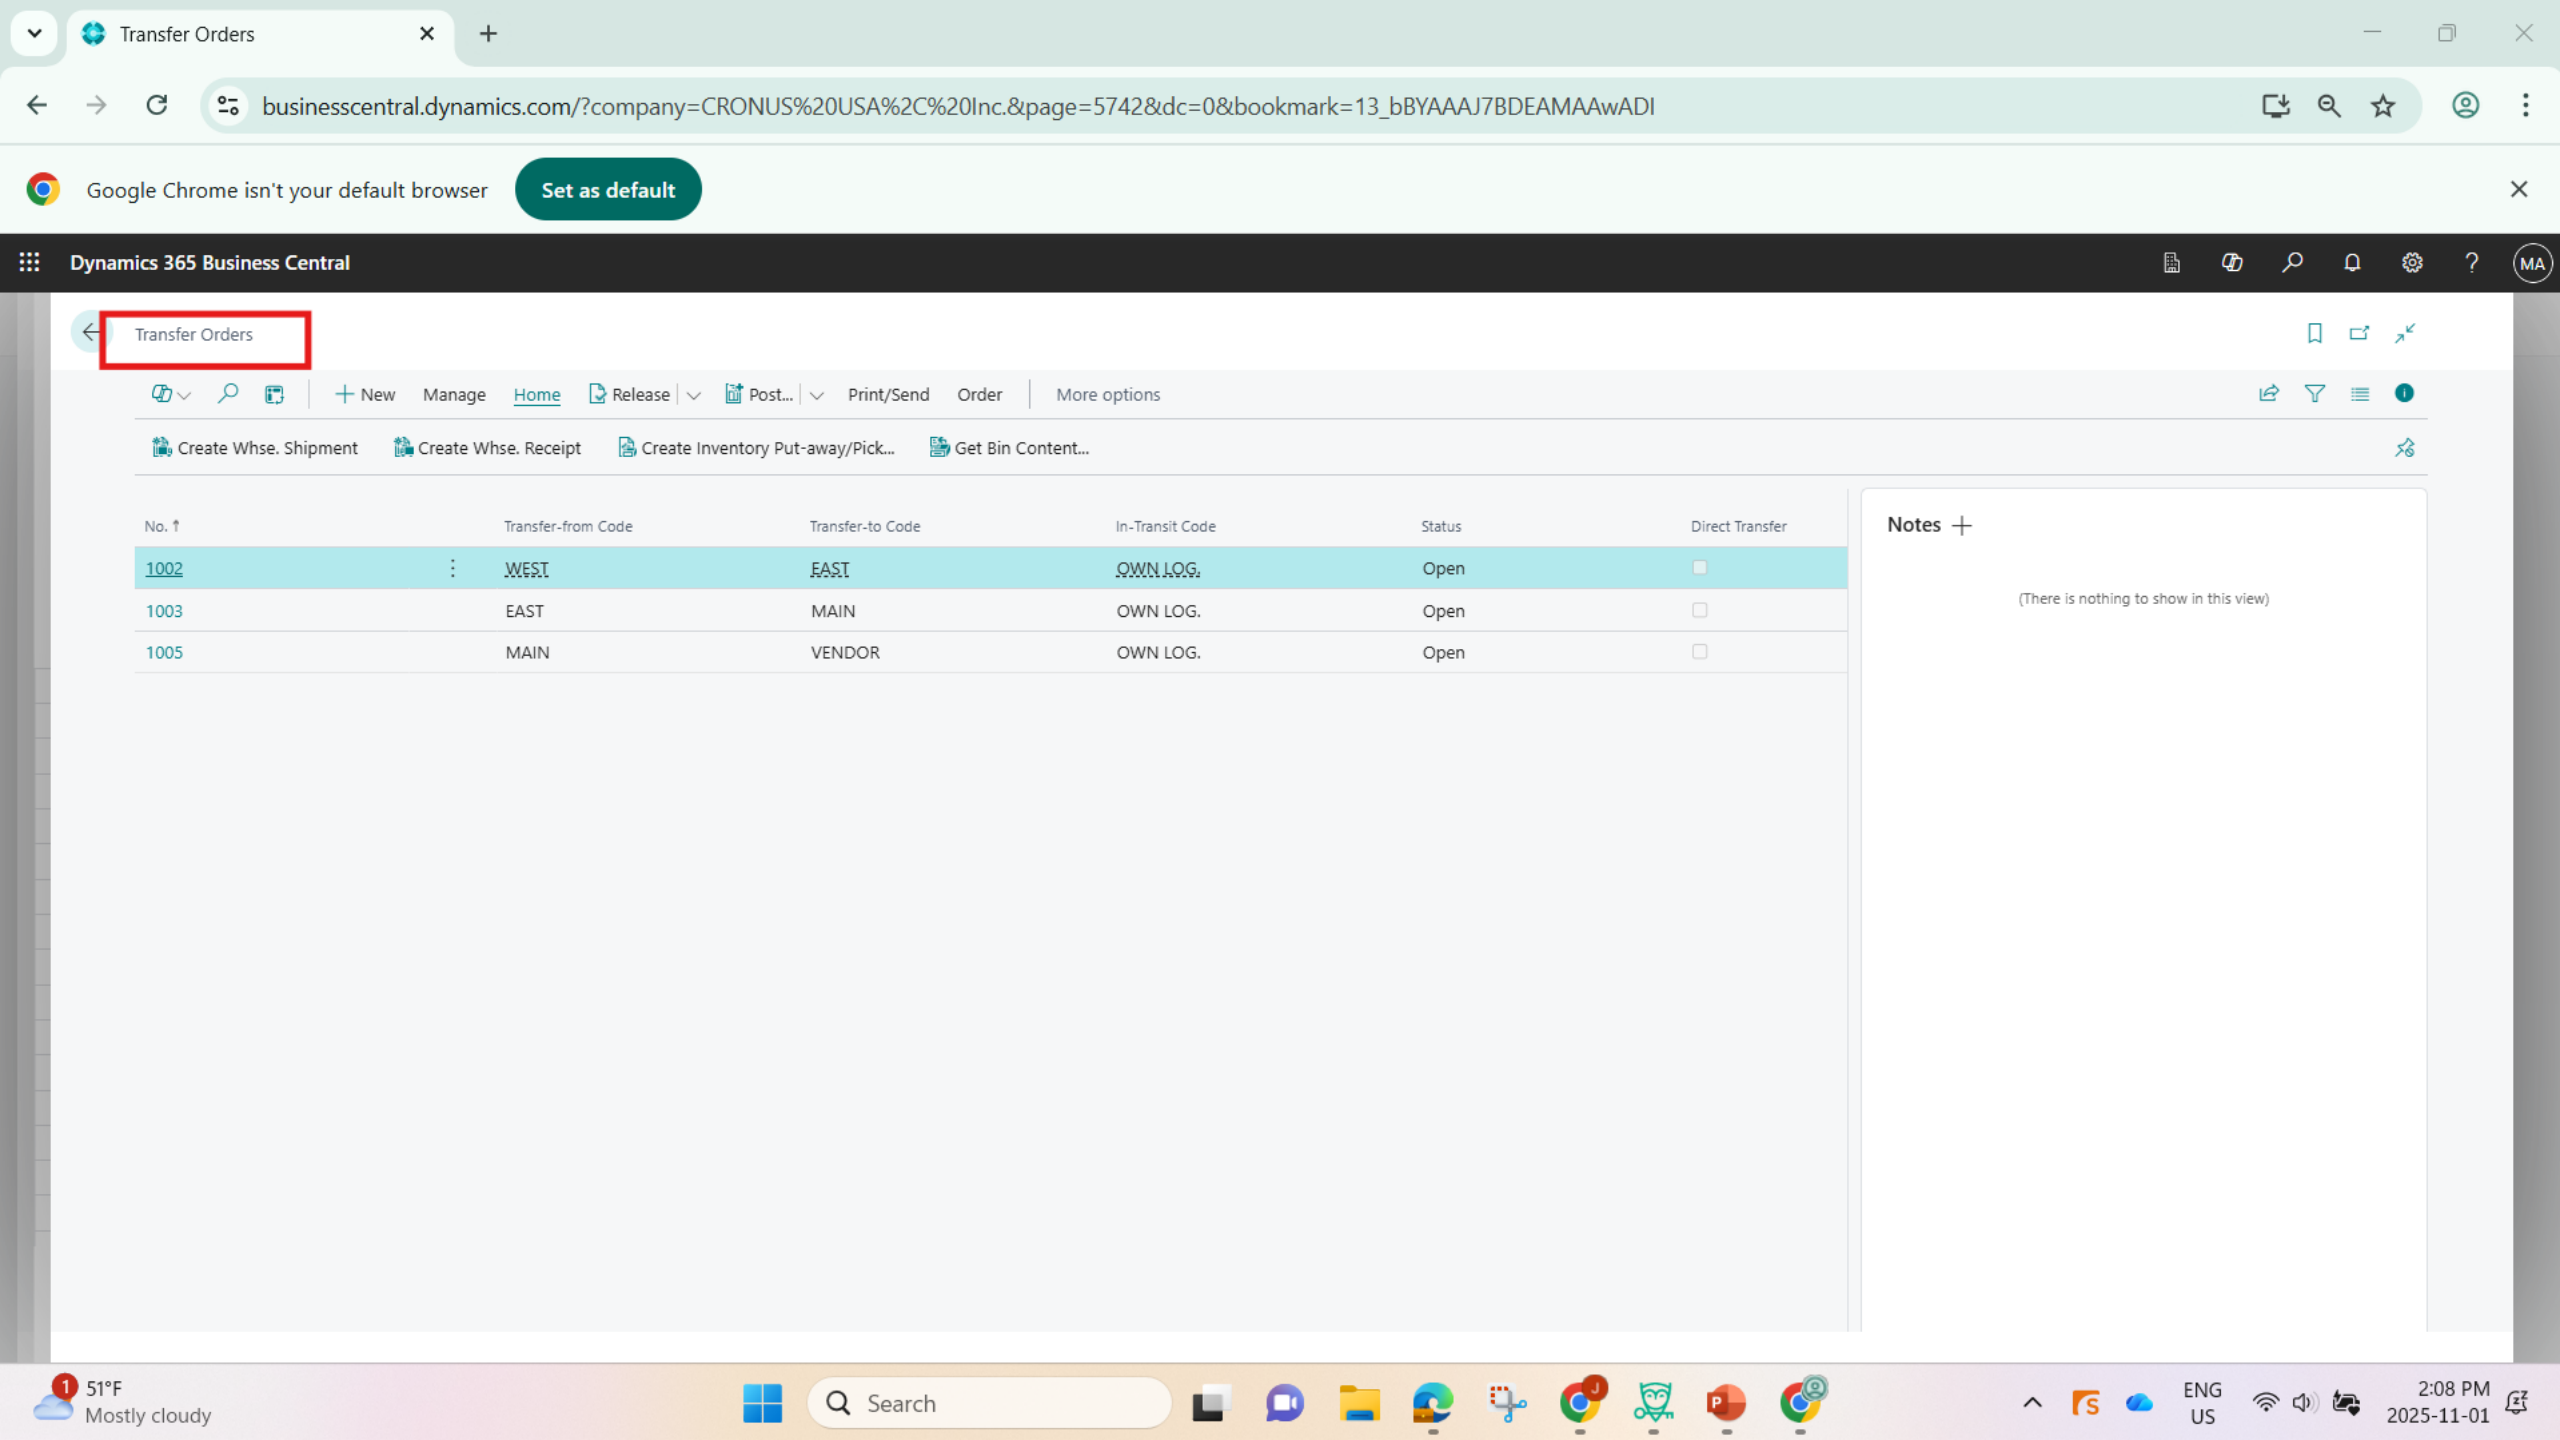 Transfer Orders
businesscentral.dynamics.com/?company=CRONUS%20USA%2C%20Inc.&page=5742&dc=0&bookmark=13_bBYAAAJ7BDEAMAAwADI
Google Chrome isn't your default browser Set as default
Dynamics 365 Business Central MA
Transfer Orders
New Manage Home Release Post... Print/Send Order More options
Create Whse. Shipment Create Whse. Receipt Create Inventory Put-away/Pick... Get Bin Content...
No. ↑ Transfer-from Code Transfer-to Code In-Transit Code Status Direct Transfer
1002 WEST EAST OWN LOG. Open
1003 EAST MAIN OWN LOG. Open
1005 MAIN VENDOR OWN LOG. Open
Notes
(There is nothing to show in this view)
1 51°F
Mostly cloudy
Search
J
P
S
ENG
US
2:08 PM
2025-11-01